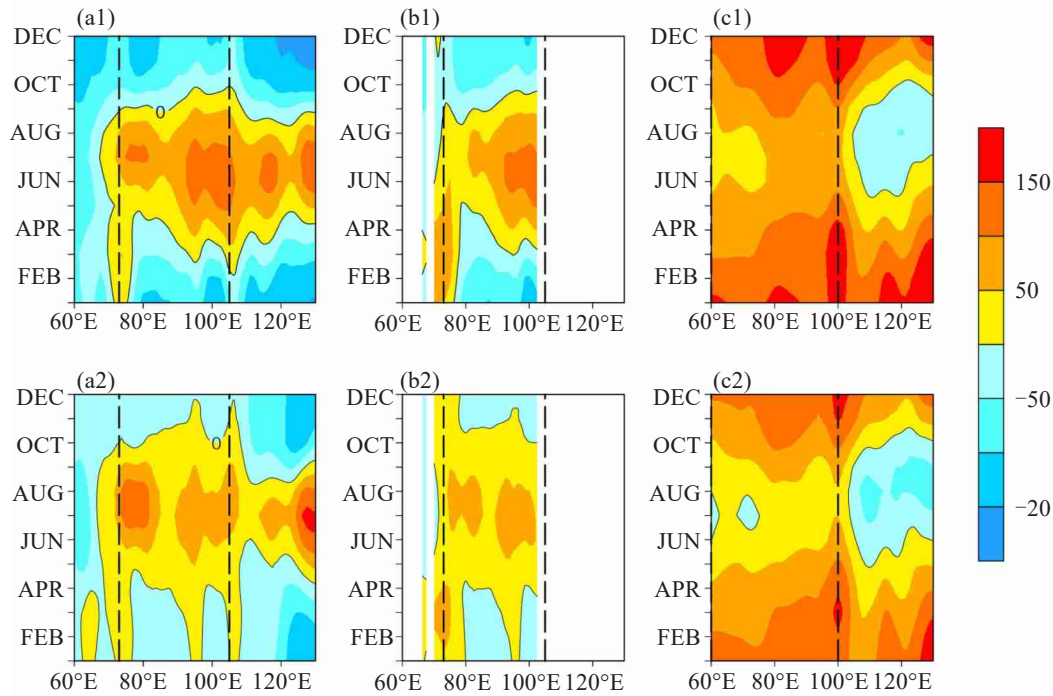 (a1) (b1) (c1)
DEC DEC DEC
OCT OCT OCT
0
AUG AUG AUG
JUN JUN JUN
APR APR APR
FEB FEB FEB
60°E 80°E 100°E 120°E 60°E 80°E 100°E 120°E 60°E 80°E 100°E 120°E
150
50
−50
−20
(a2) (b2) (c2)
DEC DEC DEC
OCT OCT OCT
0
AUG AUG AUG
JUN JUN JUN
APR APR APR
FEB FEB FEB
60°E 80°E 100°E 120°E 60°E 80°E 100°E 120°E 60°E 80°E 100°E 120°E